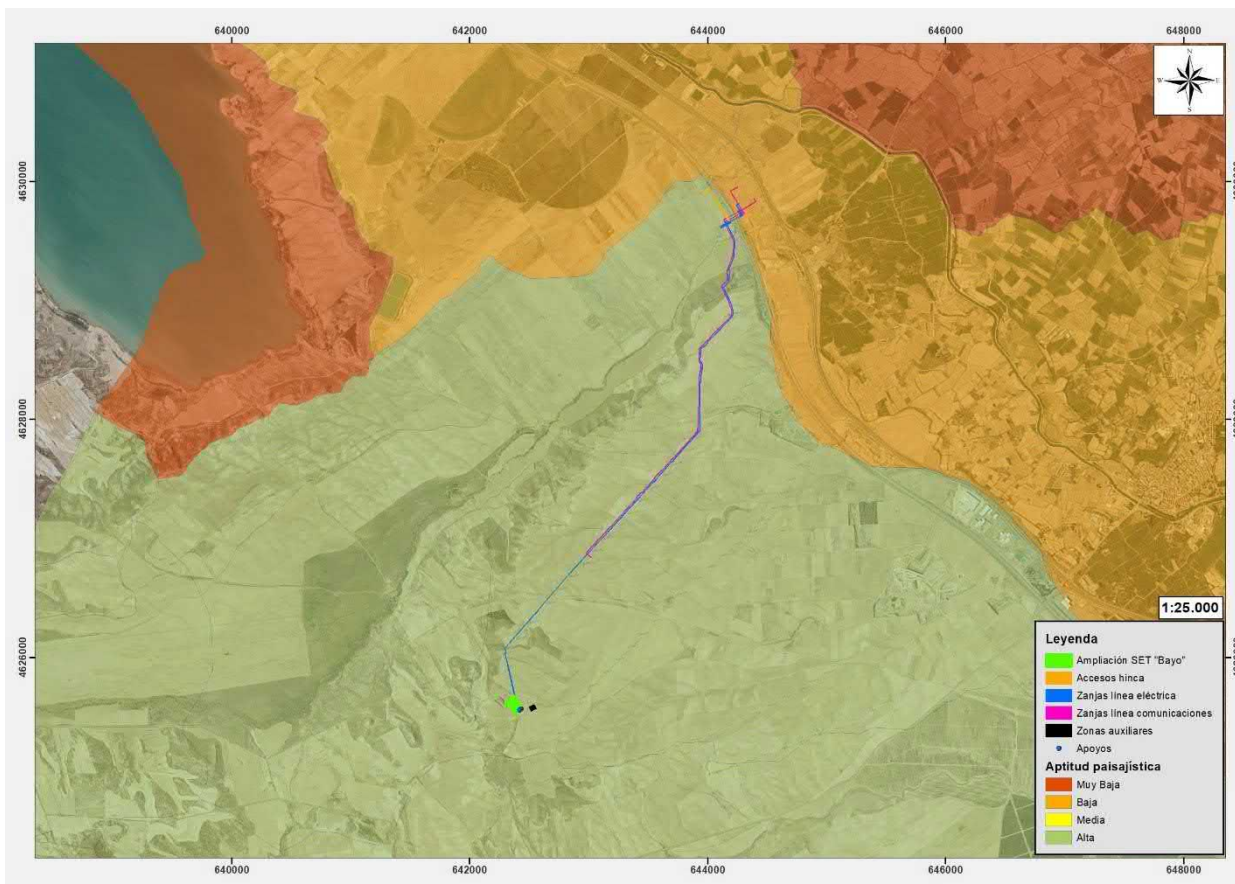 640000 642000 644000 646000 648000
N
W E
S
4630000
4628000
4626000
1:25.000
Leyenda
Ampliación SET "Bayo"
Accesos hinca
Zanjas línea eléctrica
Zanjas línea comunicaciones
Zonas auxiliares
Apoyos
Aptitud paisajística
Muy Baja
Baja
Media
Alta
640000 642000 644000 646000 648000